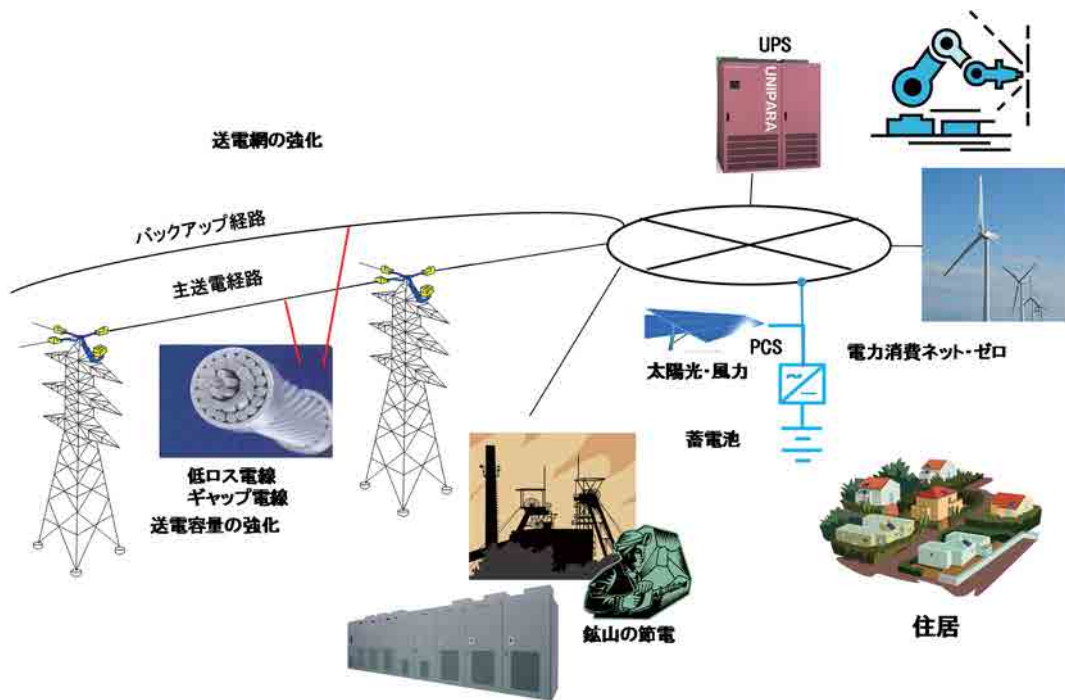 UPS
UNIPARA
送電網の強化
バックアップ経路
主送電経路
PCS
太陽光・風力
電力消費ネット・ゼロ
蓄電池
低ロス電線
ギャップ電線
送電容量の強化
鉱山の節電
住居